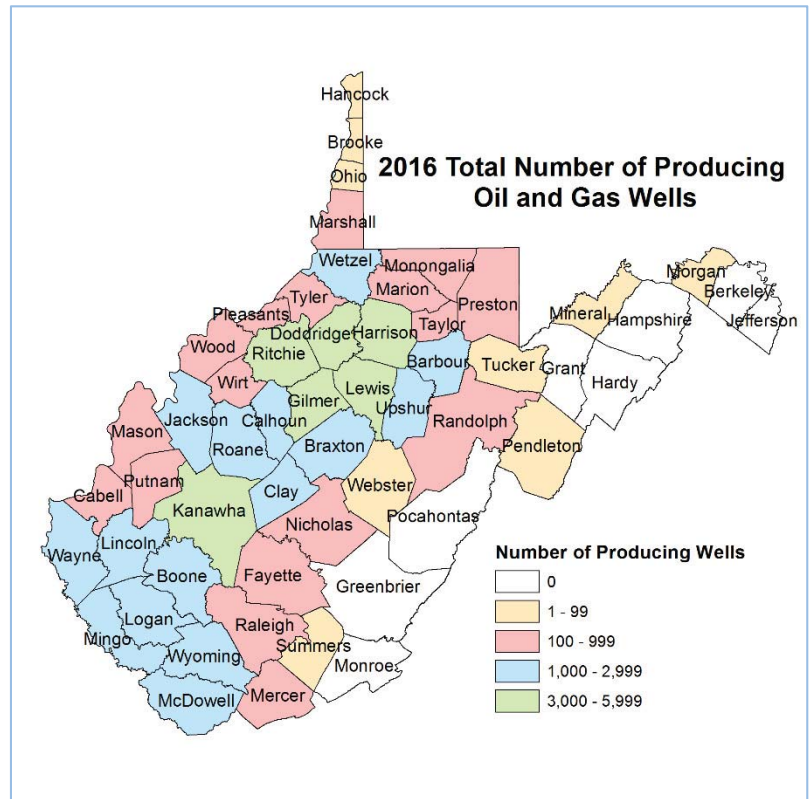 Hancock
Brooke
Ohio
2016 Total Number of Producing
Oil and Gas Wells
Marshall
Wetzel
Monongalia
Marion
Preston
Tyler
Pleasants
Taylor
Doddridge
Harrison
Ritchie
Wood
Wirt
Barbour
Tucker
Morgan
Berkeley
Jefferson
Mineral
Hampshire
Grant
Hardy
Lewis
Gilmer
Upshur
Randolph
Jackson
Calhoun
Roane
Braxton
Pendleton
Mason
Putnam
Cabell
Clay
Webster
Kanawha
Pocahontas
Nicholas
Lincoln
Wayne
Boone
Fayette
Greenbrier
Logan
Mingo
Raleigh
Summers
Monroe
Wyoming
McDowell
Mercer
Number of Producing Wells
0
1 - 99
100 - 999
1,000 - 2,999
3,000 - 5,999